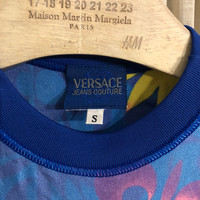 17-18 19 20 21 22 23
MAISON MARTIN MARGIELA
PARIS
H&M
VERSACE
JEANS COUTURE
S